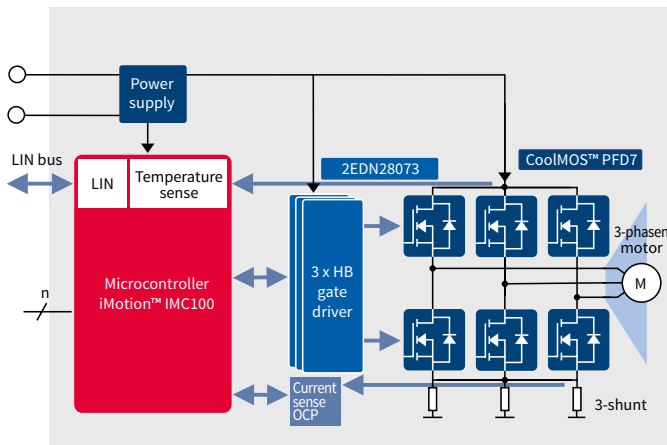 Power
supply
LIN bus
LIN
Temperature
sense
2EDN28073
CoolMOS™ PFD7
3-phasen
motor
M
3 x HB
gate
driver
Microcontroller
iMotion™ IMC100
n
Current
sense
OCP
3-shunt